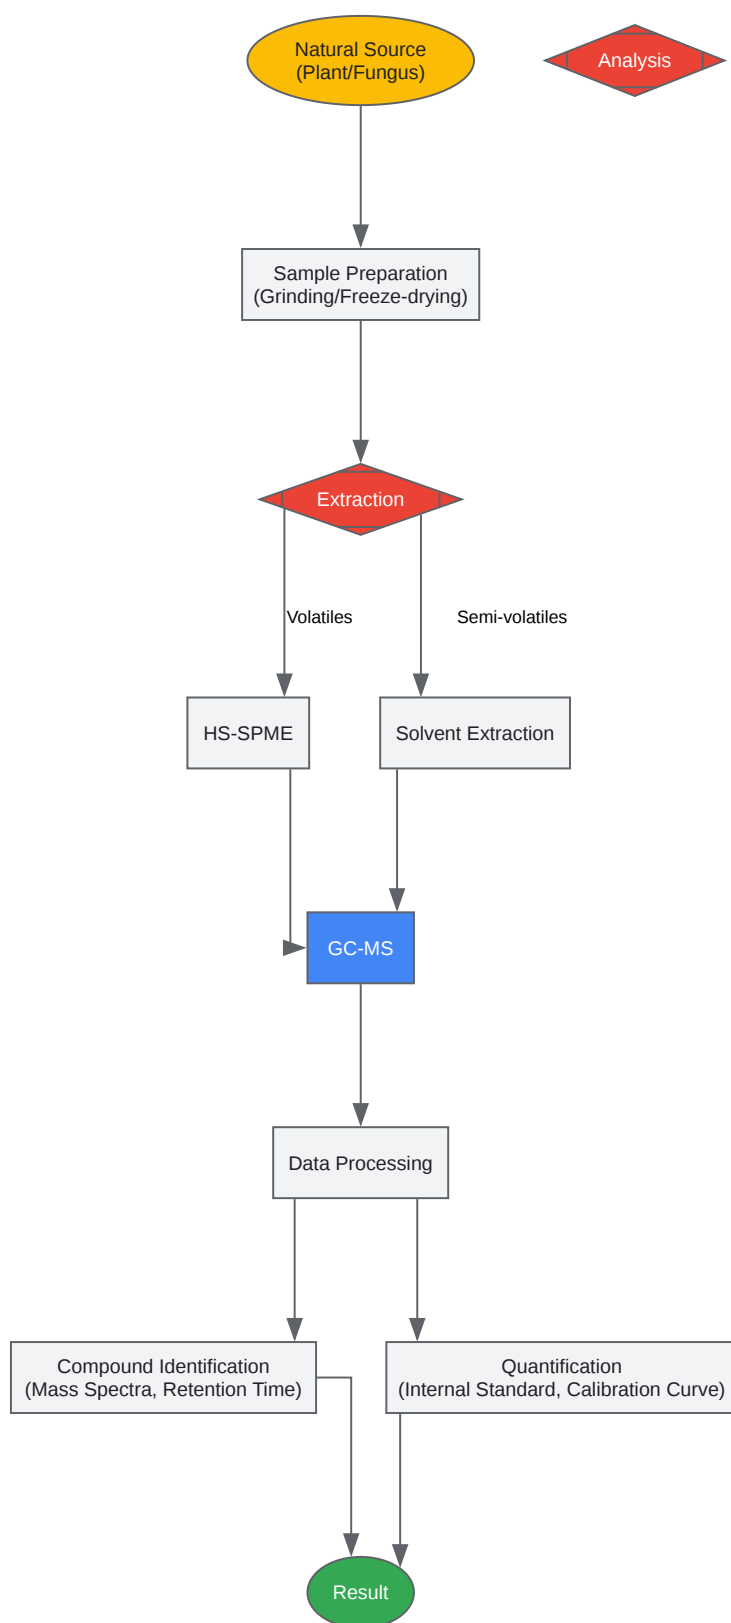 Natural Source
(Plant/Fungus)
Analysis
Sample Preparation
(Grinding/Freeze-drying)
Extraction
Volatiles
Semi-volatiles
HS-SPME
Solvent Extraction
GC-MS
Data Processing
Compound Identification
(Mass Spectra, Retention Time)
Quantification
(Internal Standard, Calibration Curve)
Result